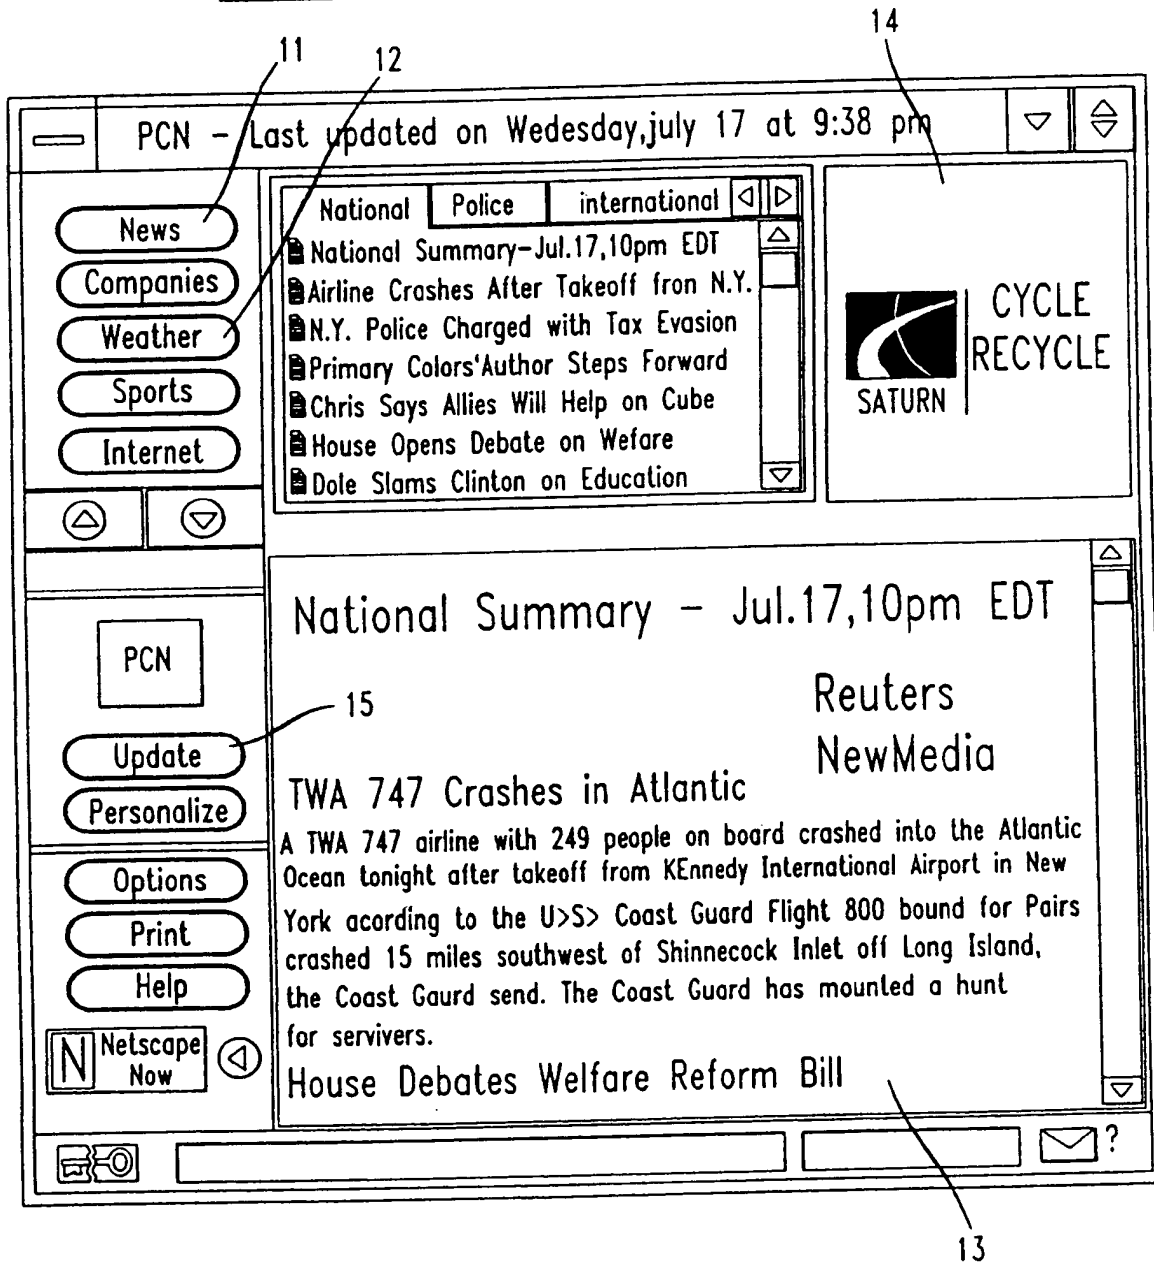 14
11
12
PCN - Last updated on Wedesday,july 17 at 9:38 pm
News
Companies
Weather
Sports
Internet
National Police international
National Summary-Jul.17,10pm EDT
Airline Crashes After Takeoff fron N.Y.
N.Y. Police Charged with Tax Evasion
Primary Colors'Author Steps Forward
Chris Says Allies Will Help on Cube
House Opens Debate on Wefare
Dole Slams Clinton on Education
CYCLE
RECYCLE
SATURN
PCN
15
Update
Personalize
Options
Print
Help
N Netscape
Now
National Summary - Jul.17,10pm EDT
Reuters
NewMedia
TWA 747 Crashes in Atlantic
A TWA 747 airline with 249 people on board crashed into the Atlantic
Ocean tonight after takeoff from KEnnedy International Airport in New
York acording to the U>S> Coast Guard Flight 800 bound for Pairs
crashed 15 miles southwest of Shinnecock Inlet off Long Island,
the Coast Gaurd send. The Coast Guard has mounted a hunt
for servivers.
House Debates Welfare Reform Bill
?
13